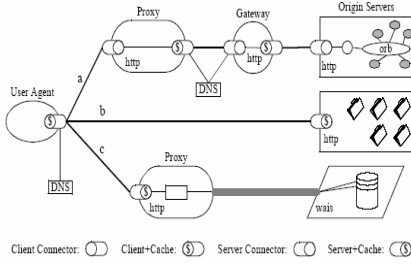 Proxy
Gateway
Origin Servers
$
$
orb
http
http
http
a
DNS
User Agent
$
b
$
http
c
Proxy
DNS
$
http
wais
Client Connector:
Client+Cache: $
Server Connector:
Server+Cache: $